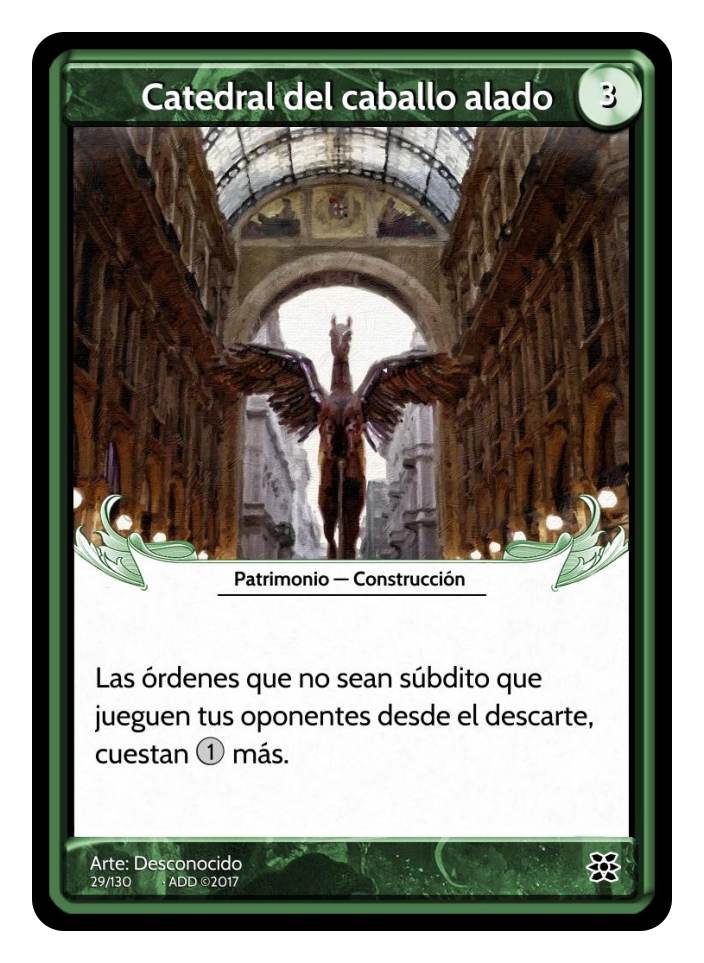 Catedral del caballo alado
3
Patrimonio — Construcción
Las órdenes que no sean súbdito que
jueguen tus oponentes desde el descarte,
cuestan 1 más.
Arte: Desconocido
29/130 · ADD ©2017